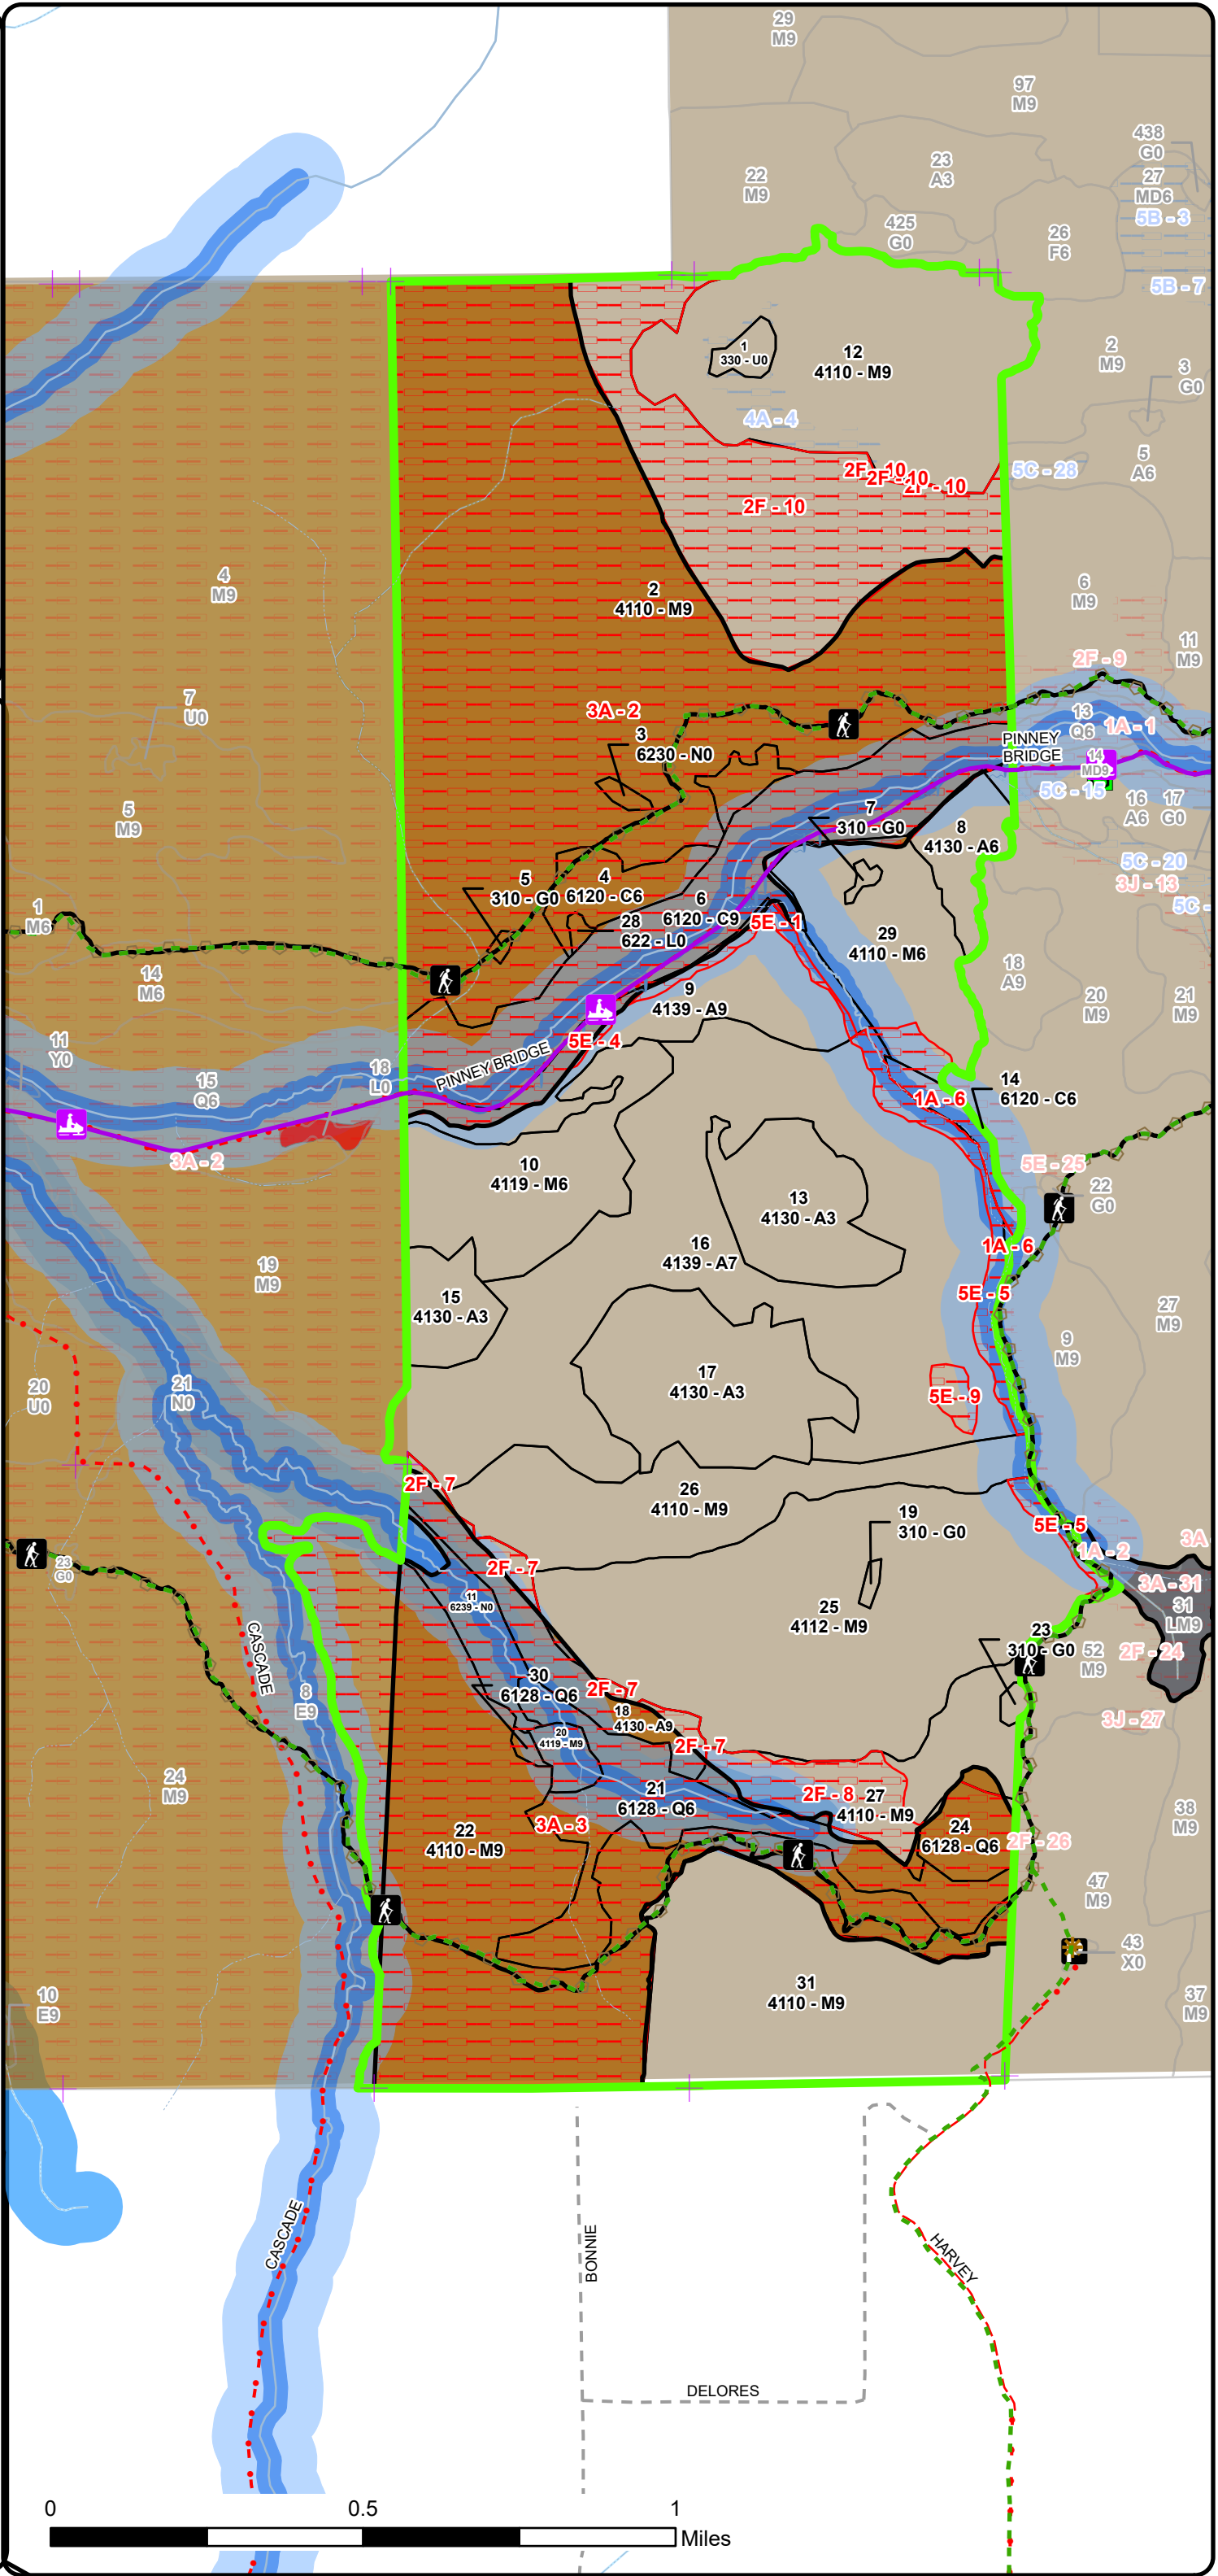 29
M9
97
M9
438
G0
23
A3
22
M9
27
MD6
5B - 3
425
G0
26
F6
5B - 7
2
M9
1
330 - U0
12
4110 - M9
3
G0
4A - 4
5
A6
2F - 10
5C - 28
2F - 10
2F - 10
2F - 10
4
M9
2
4110 - M9
6
M9
11
M9
2F - 9
7
U0
3A - 2
13
Q6
1A - 1
3
6230 - N0
PINNEY
BRIDGE
14
MD9
5C - 15
5
M9
7
310 - G0
8
4130 - A6
16
A6
17
G0
5C - 20
3J - 13
5
310 - G0
4
6120 - C6
5C -
1
M6
6
6120 - C9
28
622 - L0
5E - 1
29
4110 - M6
14
M6
18
A9
9
4139 - A9
20
M9
21
M9
5E - 4
11
Y0
PINNEY BRIDGE
18
L0
15
Q6
14
6120 - C6
1A - 6
3A - 2
10
4119 - M6
5E - 25
22
G0
13
4130 - A3
16
4139 - A7
1A - 6
19
M9
15
4130 - A3
5E - 5
27
M9
9
M9
17
4130 - A3
20
U0
21
N0
5E - 9
2F - 7
26
4110 - M9
19
310 - G0
5E - 5
3A
1A - 2
23
G0
2F - 7
3A - 31
11
6239 - N0
31
LM9
25
4112 - M9
CASCADE
23
310 - G0
52
M9
2F - 24
30
6128 - Q6
2F - 7
8
E9
18
4130 - A9
3J - 27
20
4119 - M9
2F - 7
24
M9
21
6128 - Q6
2F - 8
27
4110 - M9
38
M9
3A - 3
22
4110 - M9
24
6128 - Q6
2F - 26
47
M9
43
X0
31
4110 - M9
10
E9
37
M9
CASCADE
BONNIE
HARVEY
DELORES
0
0.5
1
Miles